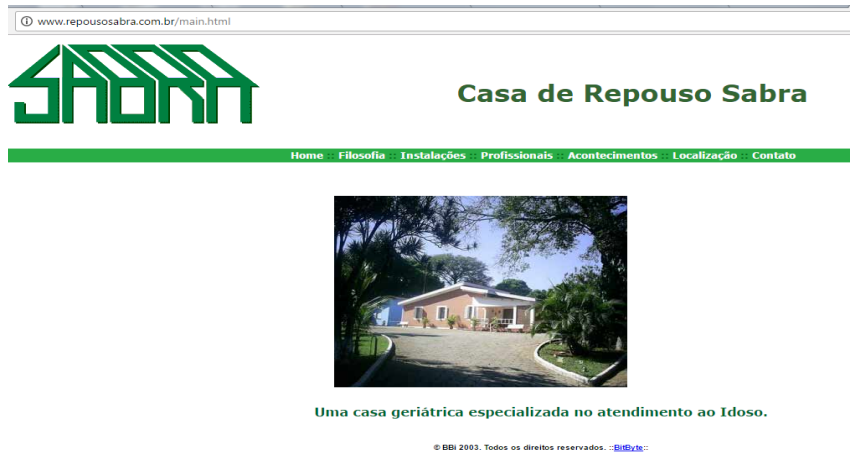 www.repousosabra.com.br/main.html
SABRA
Casa de Repouso Sabra
Home :: Filosofia :: Instalações :: Profissionais :: Acontecimentos :: Localização :: Contato
Uma casa geriátrica especializada no atendimento ao Idoso.
© BBi 2003. Todos os direitos reservados. ::BitByte::